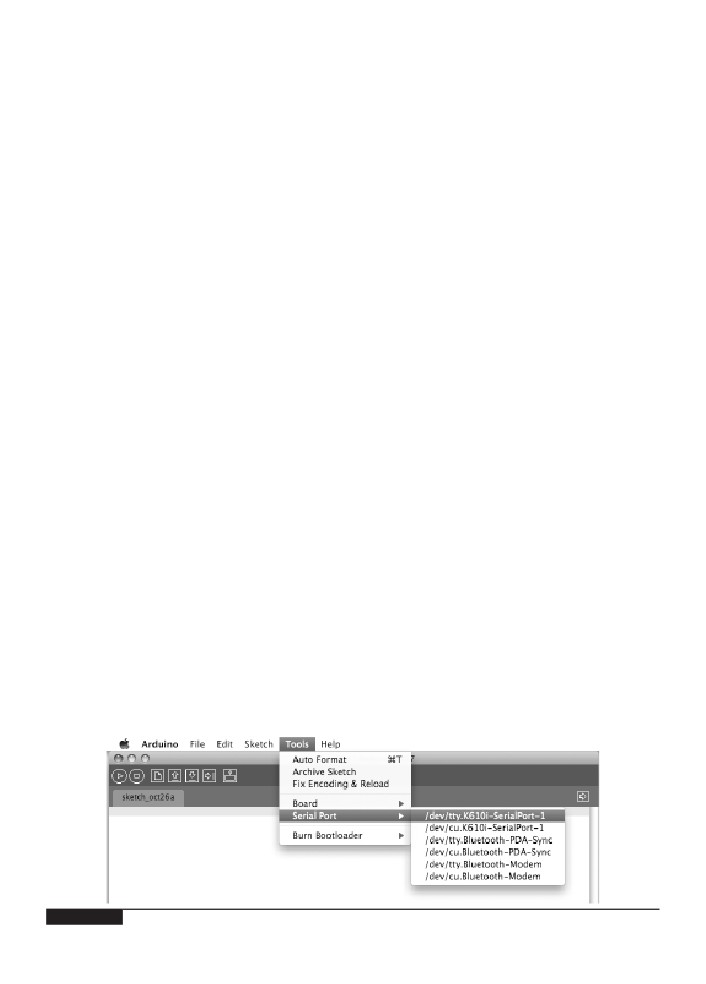 Arduino File Edit Sketch Tools Help
Auto Format ⌘T 7
Archive Sketch
Fix Encoding & Reload
sketch_oct26a
Board
Serial Port
/dev/tty.K610i-SerialPort-1
/dev/cu.K610i-SerialPort-1
Burn Bootloader
/dev/tty.Bluetooth-PDA-Sync
/dev/cu.Bluetooth-PDA-Sync
/dev/tty.Bluetooth-Modem
/dev/cu.Bluetooth-Modem